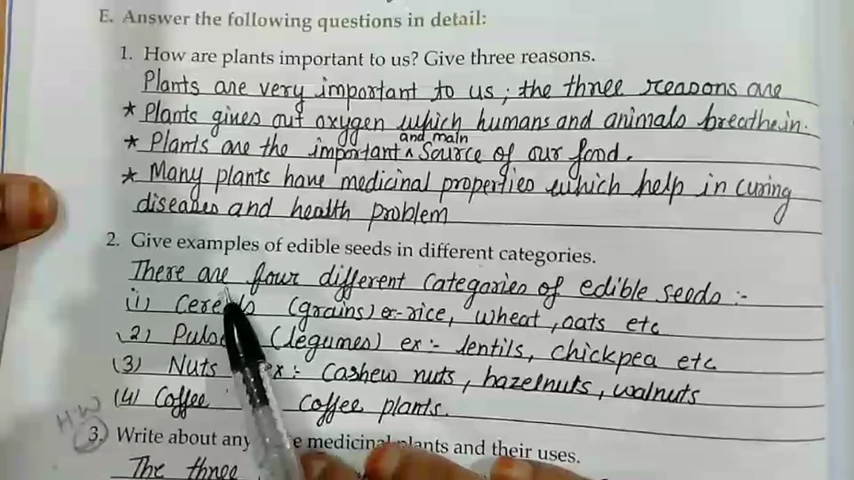 E. Answer the following questions in detail:
1. How are plants important to us? Give three reasons.
Plants are very important to us; the three reasons are
* Plants gives out oxygen which humans and animals breathe in.
and main
* Plants are the important ^ Source of our food.
* Many plants have medicinal properties which help in curing
diseases and health problem
2. Give examples of edible seeds in different categories.
There are four different categories of edible seeds :-
(1) (grains) ex- rice, wheat, oats etc
(2) (legumes) ex :- lentils, chickpea etc
(3) Nuts ex :- Cashew nuts, hazelnuts, walnuts
(4) Coffee coffee plants.
H.W
3. Write about any medicinal plants and their uses.
The three